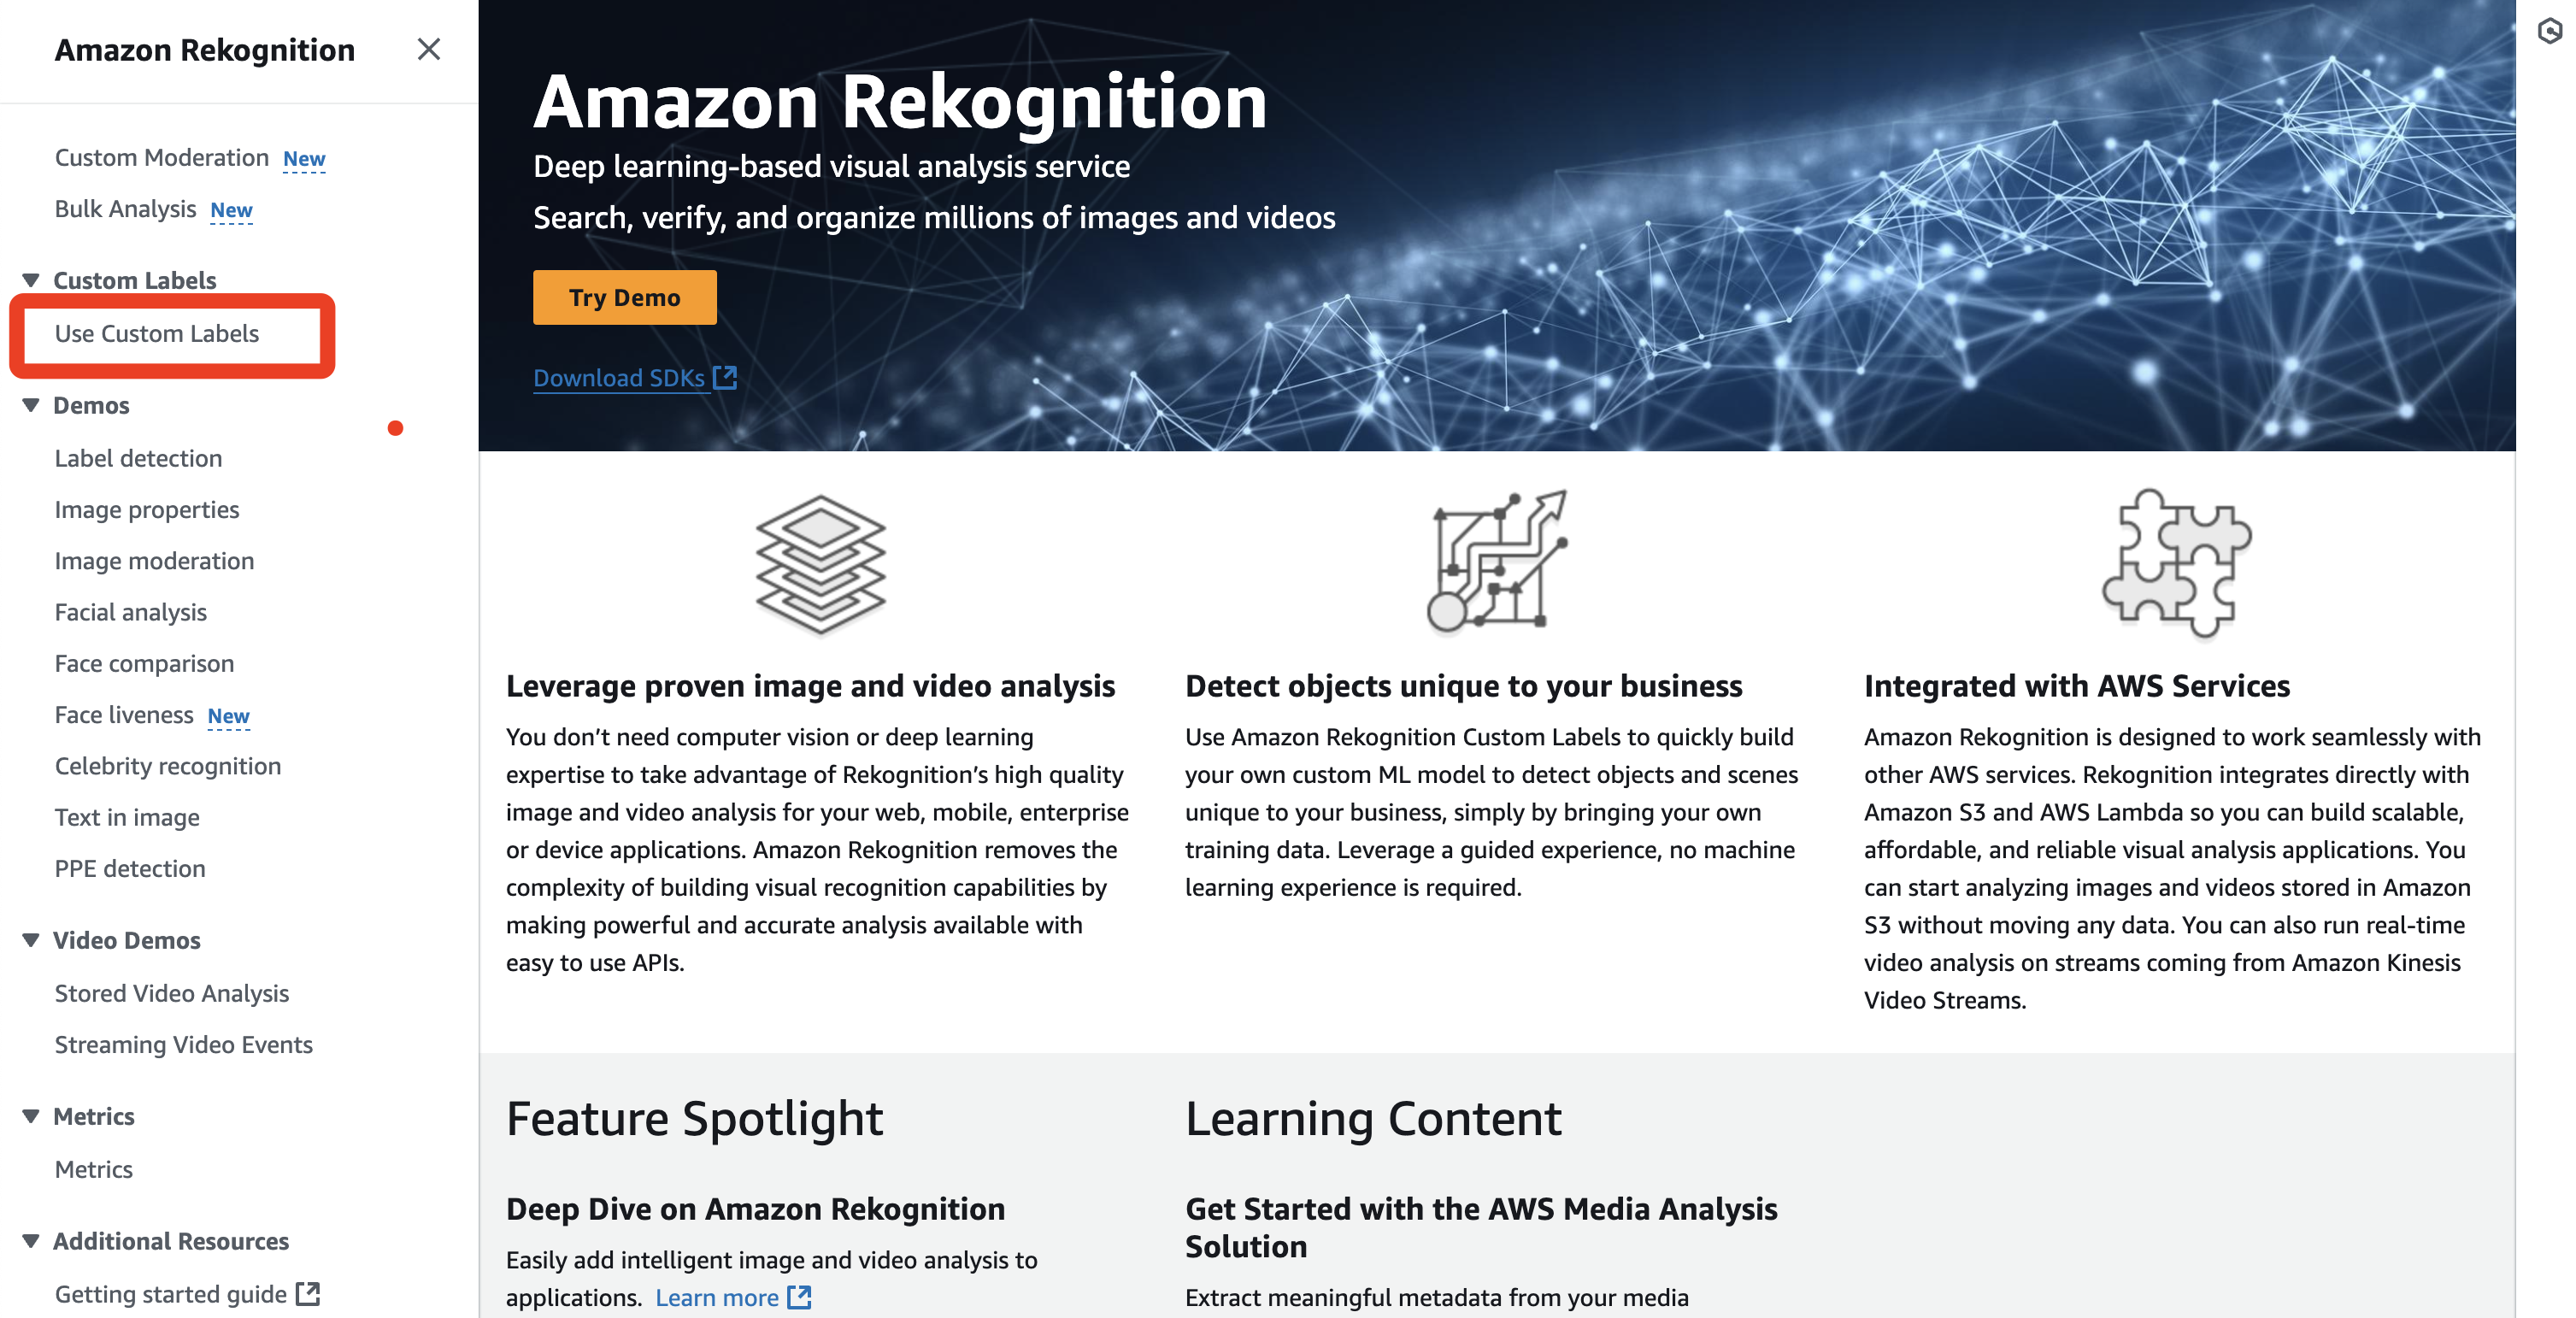 Amazon Rekognition
Custom Moderation New
Bulk Analysis New
Custom Labels
Use Custom Labels
Demos
Label detection
Image properties
Image moderation
Facial analysis
Face comparison
Face liveness New
Celebrity recognition
Text in image
PPE detection
Video Demos
Stored Video Analysis
Streaming Video Events
Metrics
Metrics
Additional Resources
Getting started guide
Amazon Rekognition
Deep learning-based visual analysis service
Search, verify, and organize millions of images and videos
Try Demo
Download SDKs
Leverage proven image and video analysis
You don’t need computer vision or deep learning
expertise to take advantage of Rekognition’s high quality
image and video analysis for your web, mobile, enterprise
or device applications. Amazon Rekognition removes the
complexity of building visual recognition capabilities by
making powerful and accurate analysis available with
easy to use APIs.
Detect objects unique to your business
Use Amazon Rekognition Custom Labels to quickly build
your own custom ML model to detect objects and scenes
unique to your business, simply by bringing your own
training data. Leverage a guided experience, no machine
learning experience is required.
Integrated with AWS Services
Amazon Rekognition is designed to work seamlessly with
other AWS services. Rekognition integrates directly with
Amazon S3 and AWS Lambda so you can build scalable,
affordable, and reliable visual analysis applications. You
can start analyzing images and videos stored in Amazon
S3 without moving any data. You can also run real-time
video analysis on streams coming from Amazon Kinesis
Video Streams.
Feature Spotlight
Deep Dive on Amazon Rekognition
Easily add intelligent image and video analysis to
applications. Learn more
Learning Content
Get Started with the AWS Media Analysis
Solution
Extract meaningful metadata from your media